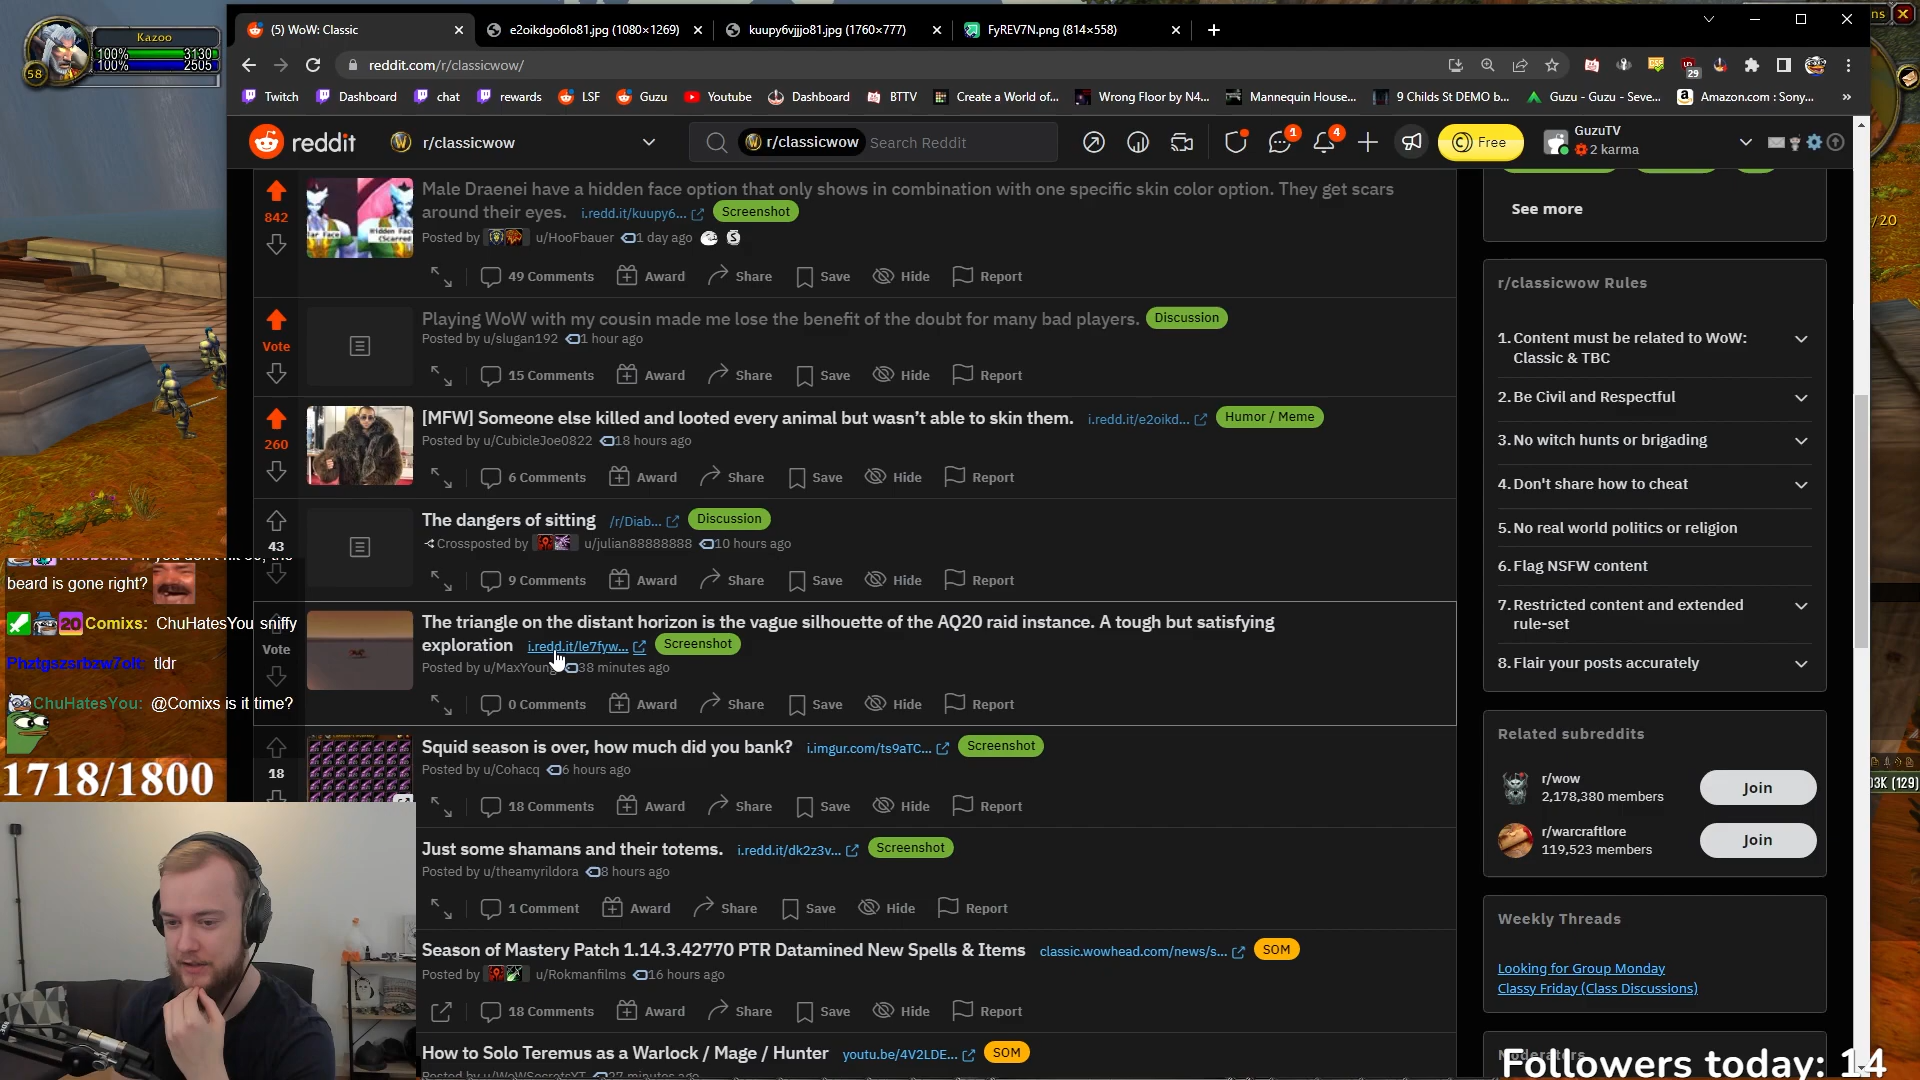 Kazoo
100% 3130
100% 2505
58
(5) WoW: Classic
e2oikdgo6lo81.jpg (1080×1269)
kuupy6vjjjo81.jpg (1760×777)
FyREV7N.png (814×558)
reddit.com/r/classicwow/
29
Twitch
Dashboard
chat
rewards
LSF
Guzu
Youtube
Dashboard
BTTV
Create a World of...
Wrong Floor by N4...
Mannequin House...
9 Childs St DEMO b...
Guzu - Guzu - Seve...
Amazon.com : Sony...
»
reddit
r/classicwow
r/classicwow
Search Reddit
1
4
Free
GuzuTV
2 karma
842
Male Draenei have a hidden face option that only shows in combination with one specific skin color option. They get scars
around their eyes. i.redd.it/kuupy6... Screenshot
Posted by u/HooFbauer 1 day ago
49 Comments Award Share Save Hide Report
Vote
Playing WoW with my cousin made me lose the benefit of the doubt for many bad players. Discussion
Posted by u/slugan192 1 hour ago
15 Comments Award Share Save Hide Report
260
[MFW] Someone else killed and looted every animal but wasn't able to skin them. i.redd.it/e2oikd... Humor / Meme
Posted by u/CubicleJoe0822 18 hours ago
6 Comments Award Share Save Hide Report
43
The dangers of sitting /r/Diab... Discussion
Crossposted by u/julian88888888 10 hours ago
9 Comments Award Share Save Hide Report
Vote
The triangle on the distant horizon is the vague silhouette of the AQ20 raid instance. A tough but satisfying
exploration i.redd.it/le7fyw... Screenshot
Posted by u/MaxYoung 38 minutes ago
0 Comments Award Share Save Hide Report
18
Squid season is over, how much did you bank? i.imgur.com/ts9aTC... Screenshot
Posted by u/Cohacq 6 hours ago
18 Comments Award Share Save Hide Report
Just some shamans and their totems. i.redd.it/dk2z3v... Screenshot
Posted by u/theamyrildora 8 hours ago
1 Comment Award Share Save Hide Report
Season of Mastery Patch 1.14.3.42770 PTR Datamined New Spells & Items classic.wowhead.com/news/s... SOM
Posted by u/Rokmanfilms 16 hours ago
18 Comments Award Share Save Hide Report
How to Solo Teremus as a Warlock / Mage / Hunter youtu.be/4V2LDE... SOM
Posted by u/WoWSecretsYT 27 minutes ago
See more
r/classicwow Rules
1. Content must be related to WoW:
Classic & TBC
2. Be Civil and Respectful
3. No witch hunts or brigading
4. Don't share how to cheat
5. No real world politics or religion
6. Flag NSFW content
7. Restricted content and extended
rule-set
8. Flair your posts accurately
Related subreddits
r/wow
2,178,380 members
Join
r/warcraftlore
119,523 members
Join
Weekly Threads
Looking for Group Monday
Classy Friday (Class Discussions)
Moderators
beard is gone right?
20 Comixs: ChuHatesYou sniffy
Phztgszsrbzw7olt: tldr
ChuHatesYou: @Comixs is it time?
1718/1800
/20
03K (129)
Followers today: 14